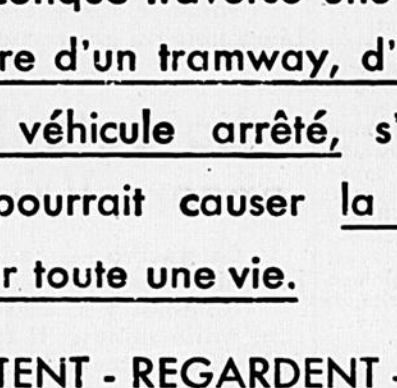 re d'un tramway, d'
véhicule arrêté, s'
pourrait causer la
r toute une vie.
TENT - REGARDENT -